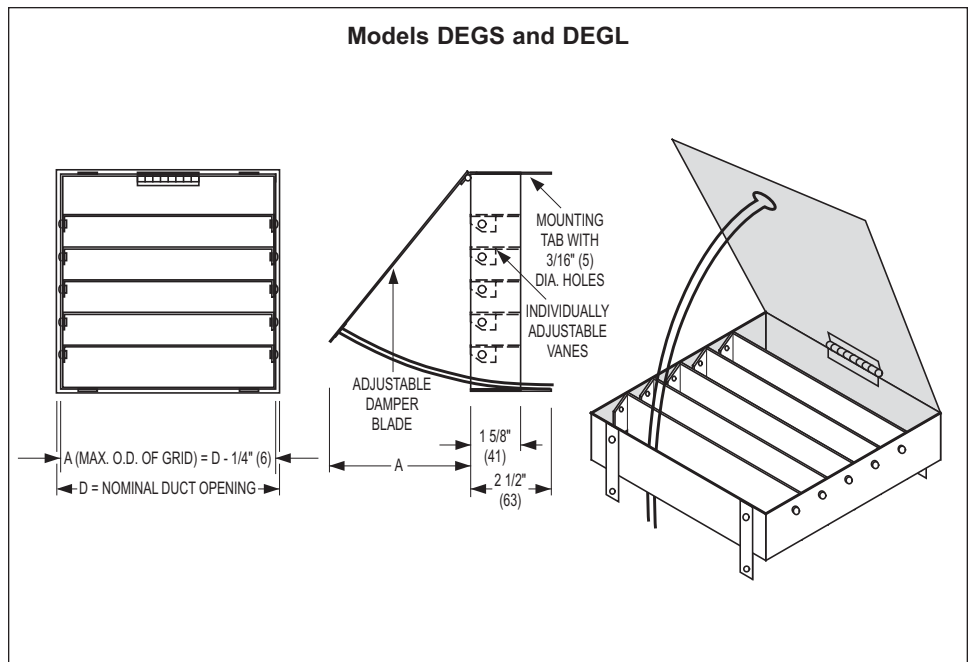 Models DEGS and DEGL
MOUNTING
TAB WITH
3/16" (5)
DIA. HOLES
INDIVIDUALLY
ADJUSTABLE
VANES
ADJUSTABLE
DAMPER
BLADE
1 5/8"
(41)
A (MAX. O.D. OF GRID) = D - 1/4" (6)
A
2 1/2"
(63)
D = NOMINAL DUCT OPENING